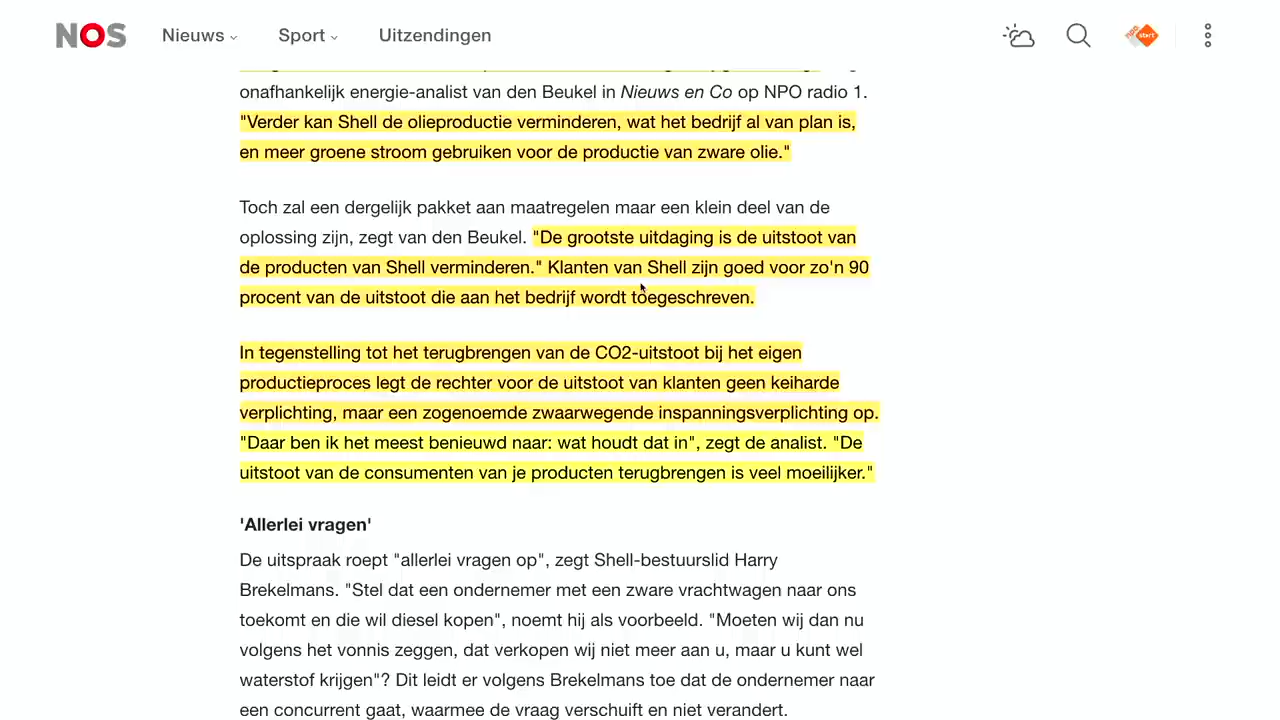 NOS
Nieuws
Sport
Uitzendingen
start
onafhankelijk energie-analist van den Beukel in Nieuws en Co op NPO radio 1.
"Verder kan Shell de olieproductie verminderen, wat het bedrijf al van plan is,
en meer groene stroom gebruiken voor de productie van zware olie."
Toch zal een dergelijk pakket aan maatregelen maar een klein deel van de
oplossing zijn, zegt van den Beukel. "De grootste uitdaging is de uitstoot van
de producten van Shell verminderen." Klanten van Shell zijn goed voor zo'n 90
procent van de uitstoot die aan het bedrijf wordt toegeschreven.
In tegenstelling tot het terugbrengen van de CO2-uitstoot bij het eigen
productieproces legt de rechter voor de uitstoot van klanten geen keiharde
verplichting, maar een zogenoemde zwaarwegende inspanningsverplichting op.
"Daar ben ik het meest benieuwd naar: wat houdt dat in", zegt de analist. "De
uitstoot van de consumenten van je producten terugbrengen is veel moeilijker."
'Allerlei vragen'
De uitspraak roept "allerlei vragen op", zegt Shell-bestuurslid Harry
Brekelmans. "Stel dat een ondernemer met een zware vrachtwagen naar ons
toekomt en die wil diesel kopen", noemt hij als voorbeeld. "Moeten wij dan nu
volgens het vonnis zeggen, dat verkopen wij niet meer aan u, maar u kunt wel
waterstof krijgen"? Dit leidt er volgens Brekelmans toe dat de ondernemer naar
een concurrent gaat, waarmee de vraag verschuift en niet verandert.